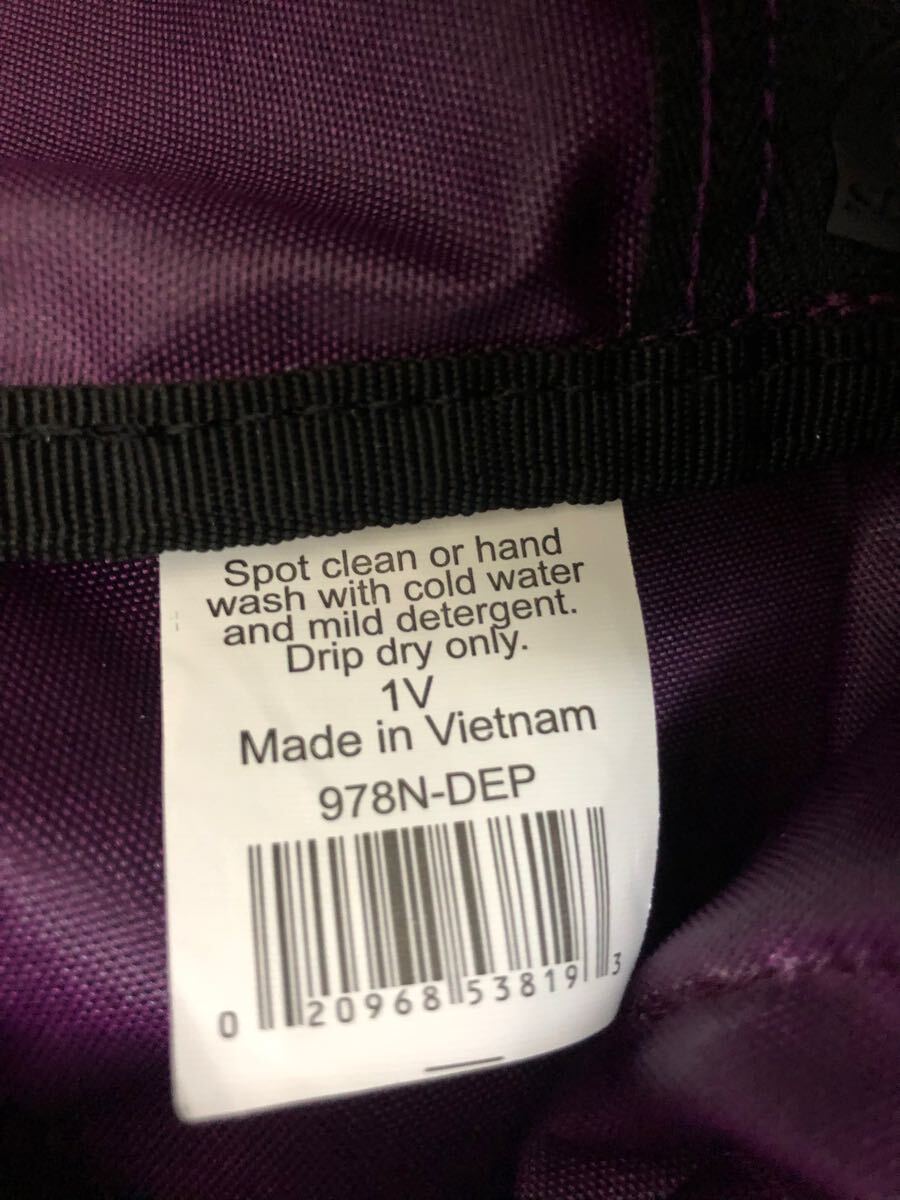 Spot clean or hand
wash with cold water
and mild detergent.
Drip dry only.
1V
Made in Vietnam
978N-DEP
0 20968 53819 3